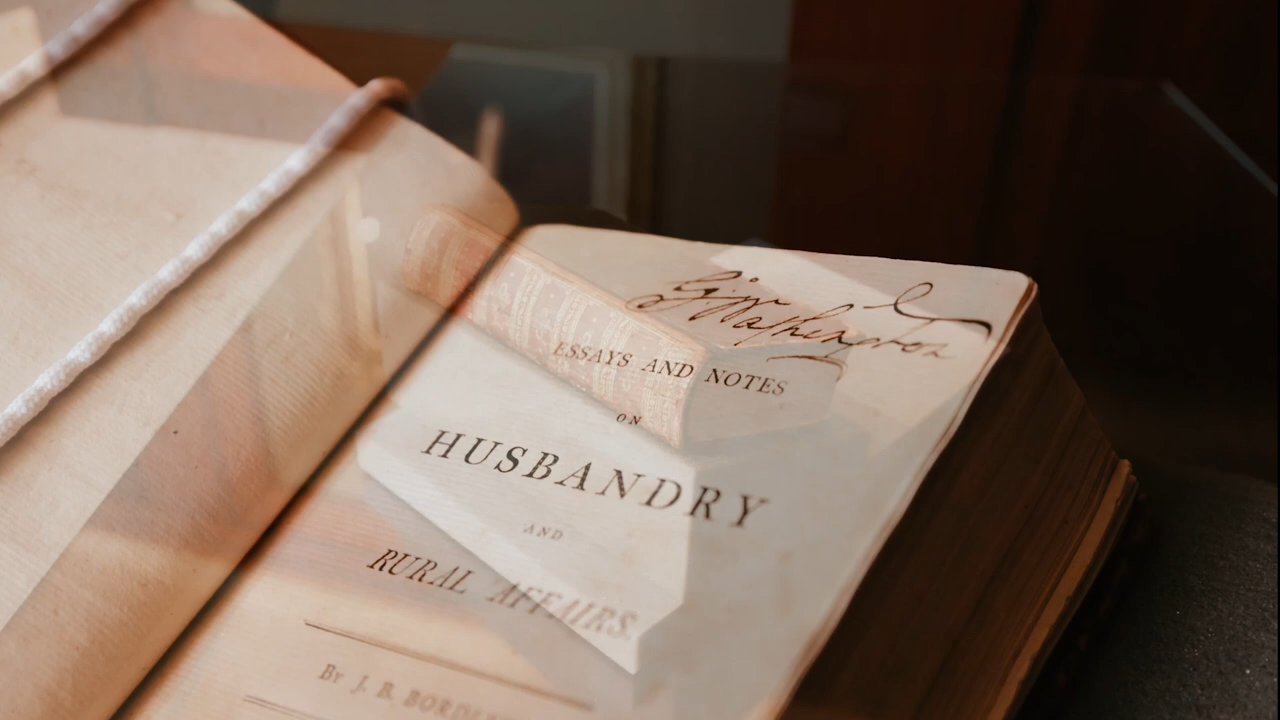 G. Washington
ESSAYS AND NOTES
ON
HUSBANDRY
AND
RURAL AFFAIRS.
By J. B.